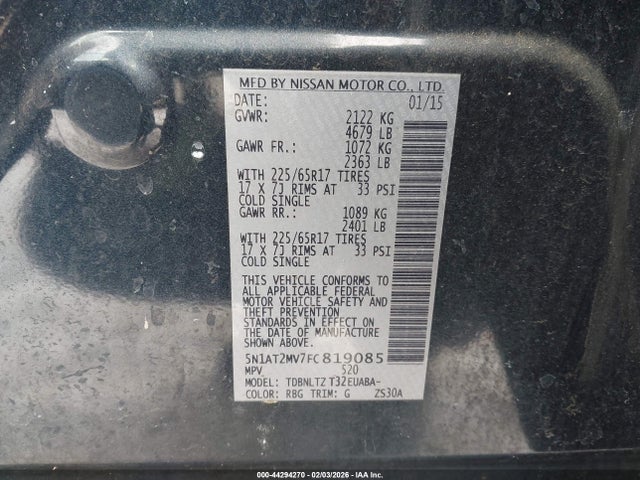 MFD BY NISSAN MOTOR CO., LTD.
DATE: 01/15
GVWR: 2122 KG
4679 LB
GAWR FR.: 1072 KG
2363 LB
WITH 225/65R17 TIRES
17 X 7J RIMS AT 33 PSI
COLD SINGLE
GAWR RR.: 1089 KG
2401 LB
WITH 225/65R17 TIRES
17 X 7J RIMS AT 33 PSI
COLD SINGLE
THIS VEHICLE CONFORMS TO
ALL APPLICABLE FEDERAL
MOTOR VEHICLE SAFETY AND
THEFT PREVENTION
STANDARDS IN EFFECT ON
THE DATE OF MANUFACTURE
SHOWN ABOVE.
5N1AT2MV7FC819085
MPV 520
MODEL: TDBNLTZ T32EUABA-
COLOR: RBG TRIM: G ZS30A
000-44294270 - 02/03/2026 - IAA Inc.